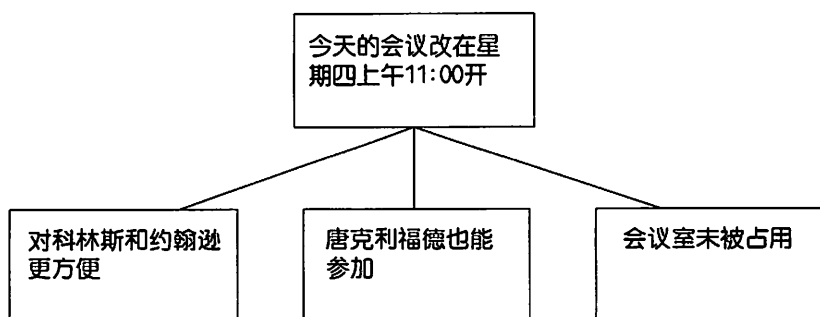 今天的会议改在星
期四上午11:00开
对科林斯和约翰逊
更方便
唐克利福德也能
参加
会议室未被占用